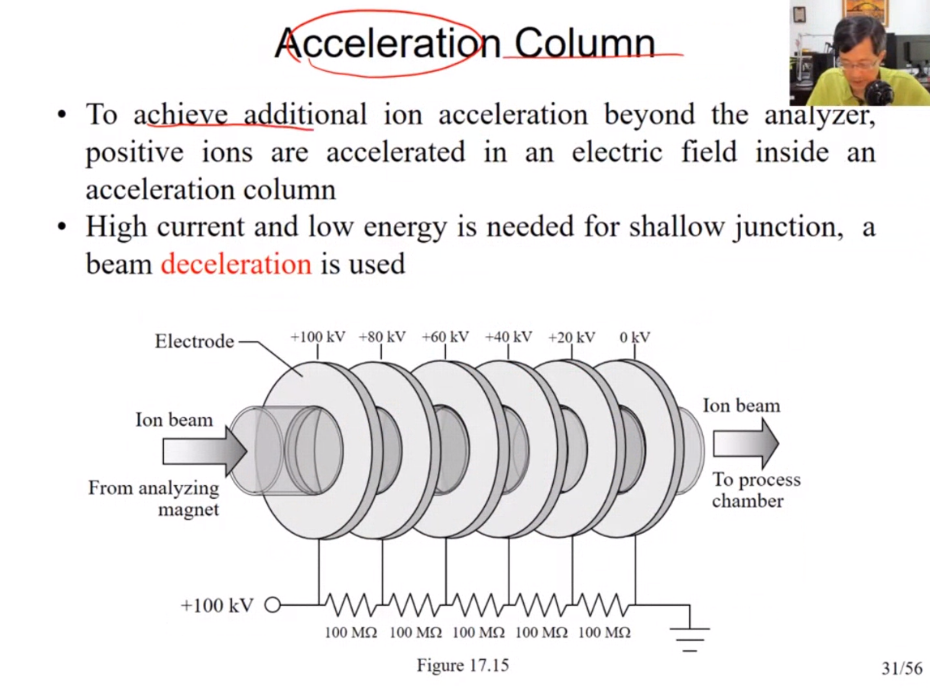 Acceleration Column
• To achieve additional ion acceleration beyond the analyzer,
positive ions are accelerated in an electric field inside an
acceleration column
• High current and low energy is needed for shallow junction, a
beam deceleration is used
Electrode
+100 kV +80 kV +60 kV +40 kV +20 kV 0 kV
Ion beam
From analyzing
magnet
Ion beam
To process
chamber
+100 kV
100 MΩ 100 MΩ 100 MΩ 100 MΩ 100 MΩ
Figure 17.15
31/56